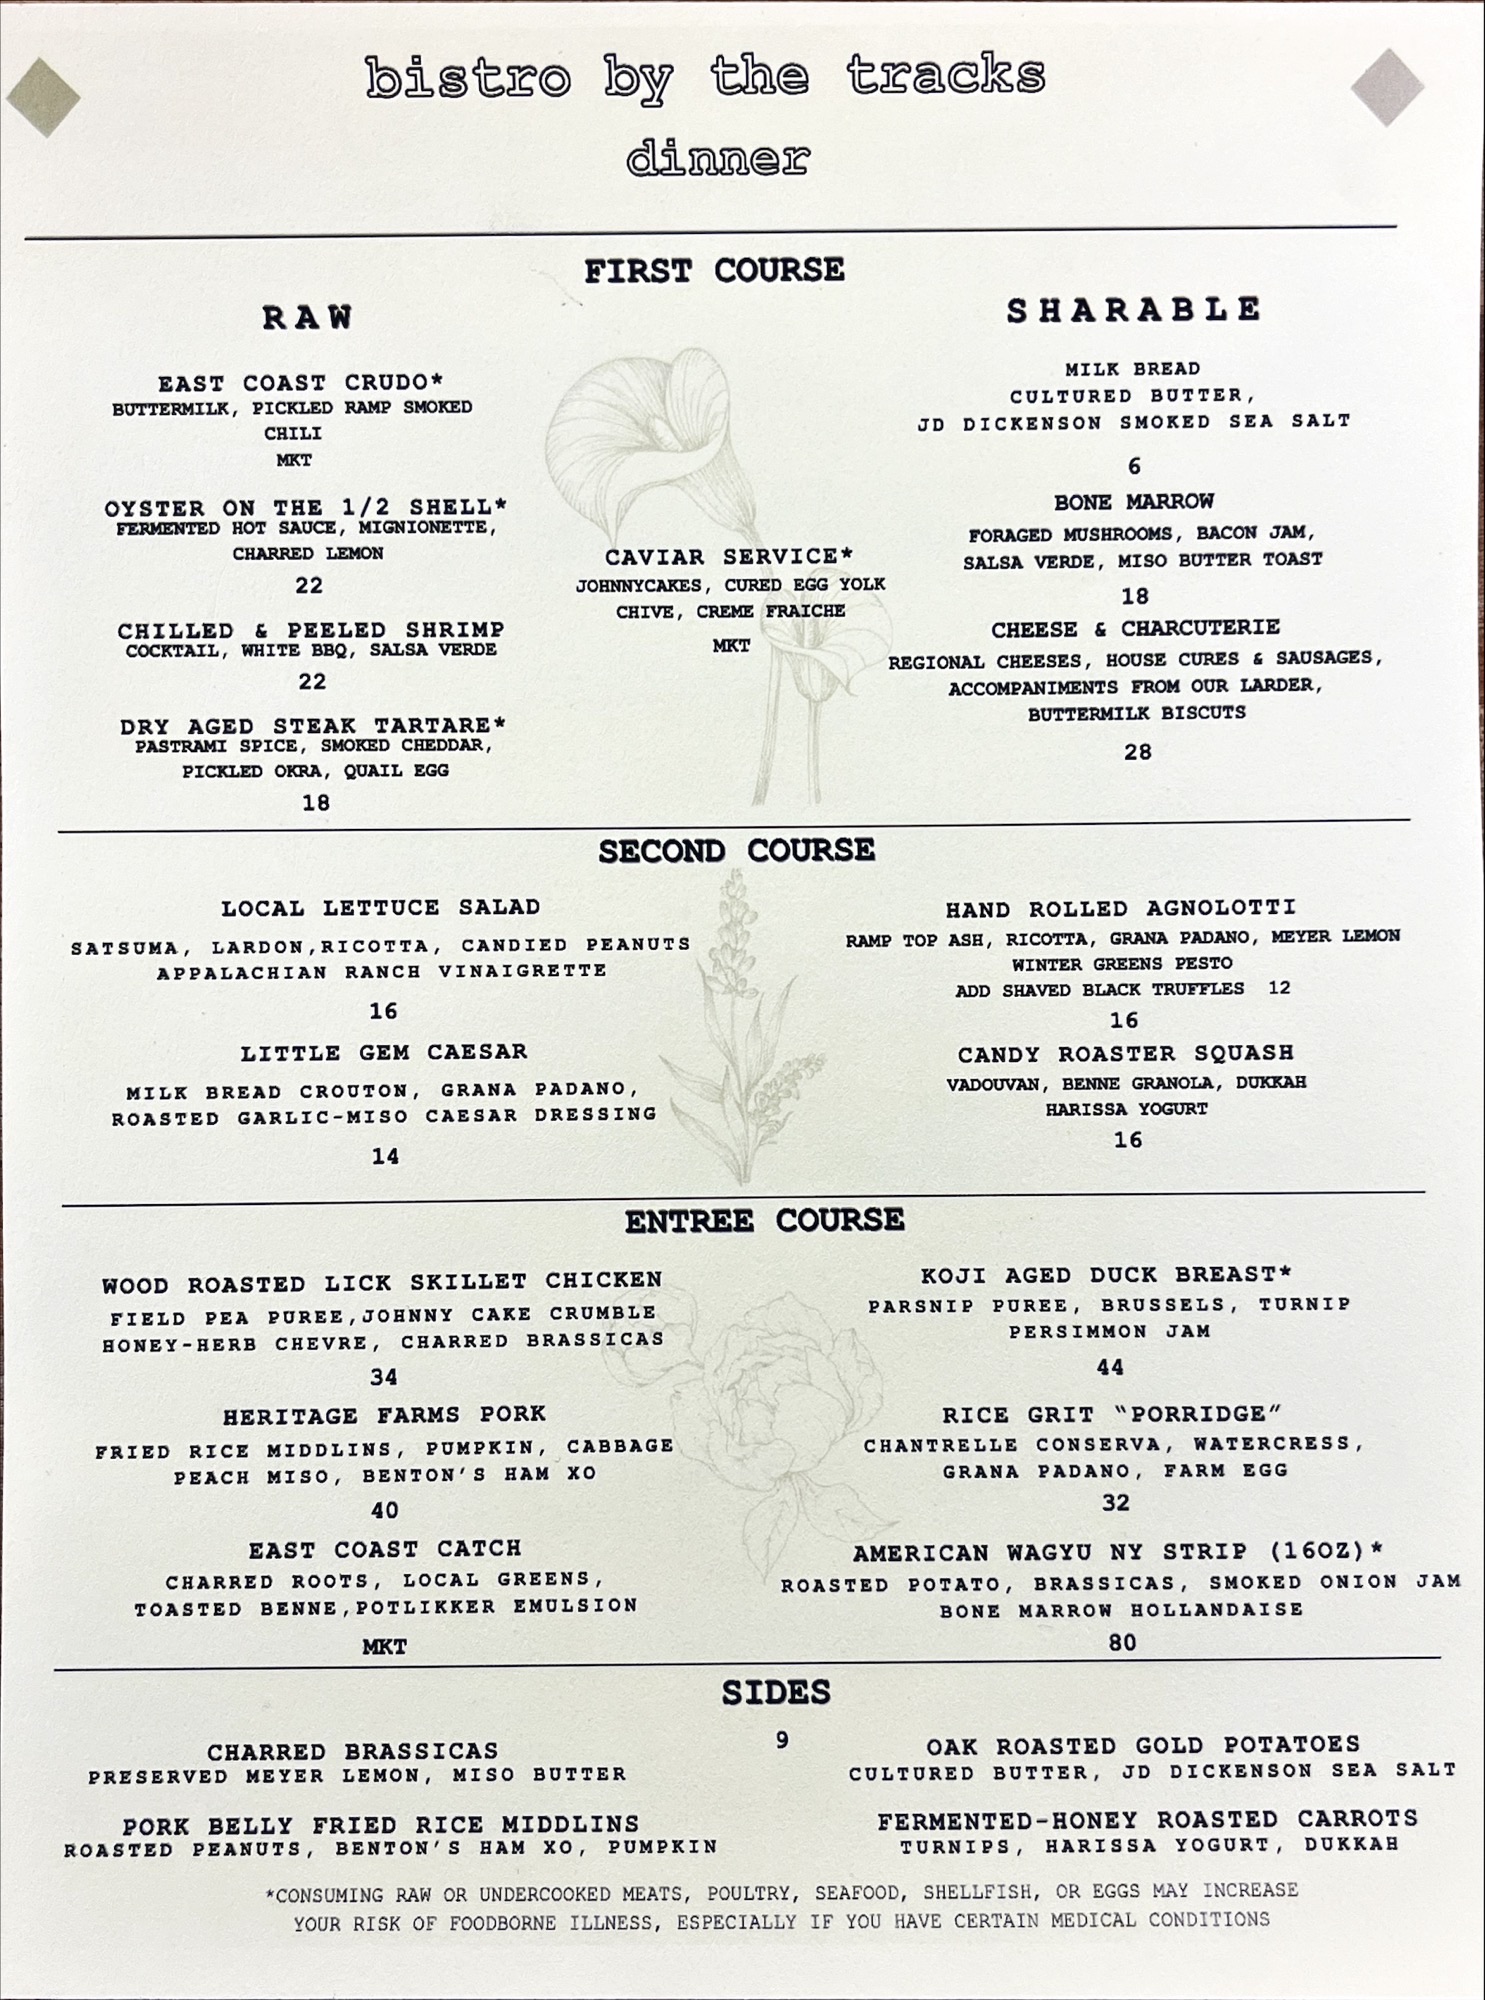 bistro by the tracks
dinner
FIRST COURSE
RAW
EAST COAST CRUDO*
BUTTERMILK, PICKLED RAMP SMOKED
CHILI
MKT
OYSTER ON THE 1/2 SHELL*
FERMENTED HOT SAUCE, MIGNIONETTE,
CHARRED LEMON
22
CHILLED & PEELED SHRIMP
COCKTAIL, WHITE BBQ, SALSA VERDE
22
DRY AGED STEAK TARTARE*
PASTRAMI SPICE, SMOKED CHEDDAR,
PICKLED OKRA, QUAIL EGG
18
CAVIAR SERVICE*
JOHNNYCAKES, CURED EGG YOLK
CHIVE, CREME FRAICHE
MKT
SHARABLE
MILK BREAD
CULTURED BUTTER,
JD DICKENSON SMOKED SEA SALT
6
BONE MARROW
FORAGED MUSHROOMS, BACON JAM,
SALSA VERDE, MISO BUTTER TOAST
18
CHEESE & CHARCUTERIE
REGIONAL CHEESES, HOUSE CURES & SAUSAGES,
ACCOMPANIMENTS FROM OUR LARDER,
BUTTERMILK BISCUTS
28
SECOND COURSE
LOCAL LETTUCE SALAD
SATSUMA, LARDON,RICOTTA, CANDIED PEANUTS
APPALACHIAN RANCH VINAIGRETTE
16
LITTLE GEM CAESAR
MILK BREAD CROUTON, GRANA PADANO,
ROASTED GARLIC-MISO CAESAR DRESSING
14
HAND ROLLED AGNOLOTTI
RAMP TOP ASH, RICOTTA, GRANA PADANO, MEYER LEMON
WINTER GREENS PESTO
ADD SHAVED BLACK TRUFFLES 12
16
CANDY ROASTER SQUASH
VADOUVAN, BENNE GRANOLA, DUKKAH
HARISSA YOGURT
16
ENTREE COURSE
WOOD ROASTED LICK SKILLET CHICKEN
FIELD PEA PUREE,JOHNNY CAKE CRUMBLE
HONEY-HERB CHEVRE, CHARRED BRASSICAS
34
HERITAGE FARMS PORK
FRIED RICE MIDDLINS, PUMPKIN, CABBAGE
PEACH MISO, BENTON'S HAM XO
40
EAST COAST CATCH
CHARRED ROOTS, LOCAL GREENS,
TOASTED BENNE,POTLIKKER EMULSION
MKT
KOJI AGED DUCK BREAST*
PARSNIP PUREE, BRUSSELS, TURNIP
PERSIMMON JAM
44
RICE GRIT “PORRIDGE”
CHANTRELLE CONSERVA, WATERCRESS,
GRANA PADANO, FARM EGG
32
AMERICAN WAGYU NY STRIP (16OZ)*
ROASTED POTATO, BRASSICAS, SMOKED ONION JAM
BONE MARROW HOLLANDAISE
80
SIDES
9
CHARRED BRASSICAS
PRESERVED MEYER LEMON, MISO BUTTER
PORK BELLY FRIED RICE MIDDLINS
ROASTED PEANUTS, BENTON'S HAM XO, PUMPKIN
OAK ROASTED GOLD POTATOES
CULTURED BUTTER, JD DICKENSON SEA SALT
FERMENTED-HONEY ROASTED CARROTS
TURNIPS, HARISSA YOGURT, DUKKAH
*CONSUMING RAW OR UNDERCOOKED MEATS, POULTRY, SEAFOOD, SHELLFISH, OR EGGS MAY INCREASE
YOUR RISK OF FOODBORNE ILLNESS, ESPECIALLY IF YOU HAVE CERTAIN MEDICAL CONDITIONS